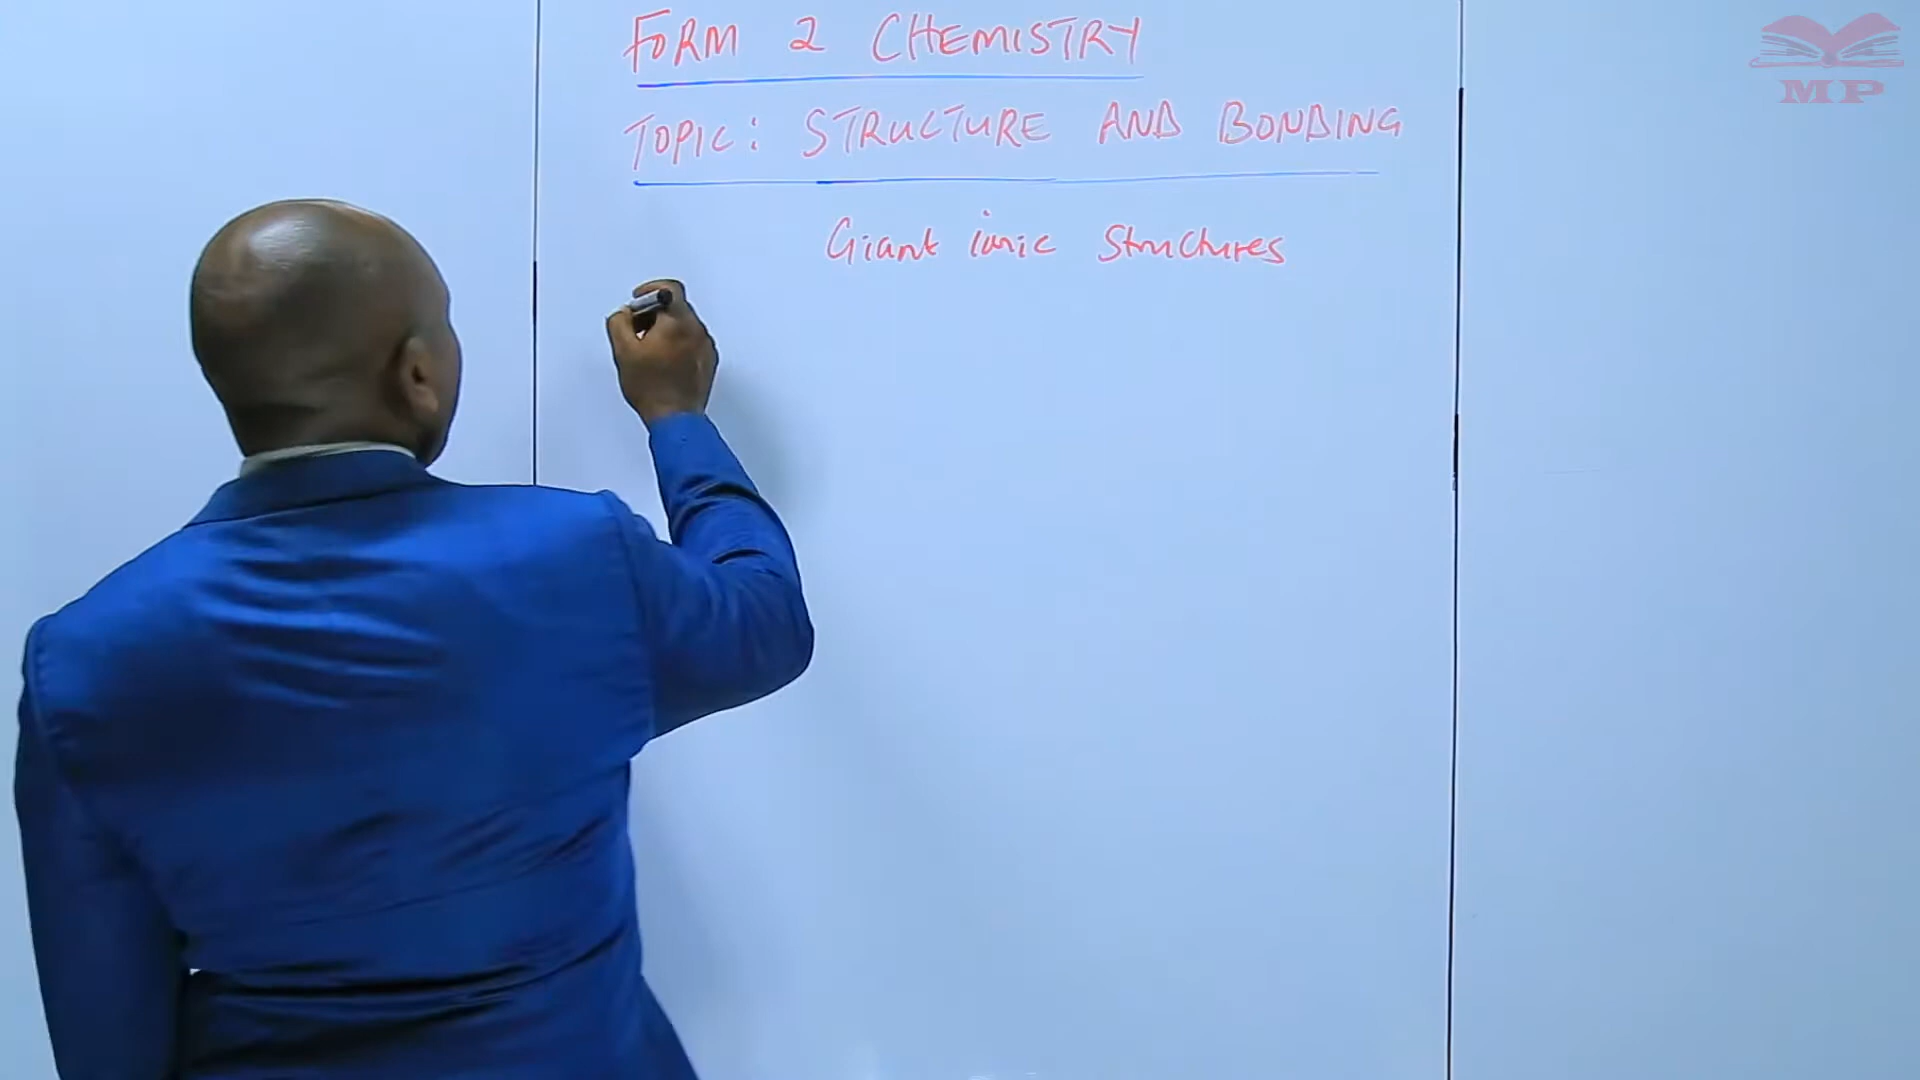 FORM 2 CHEMISTRY
TOPIC: STRUCTURE AND BONDING
Giant ionic Structures
MP